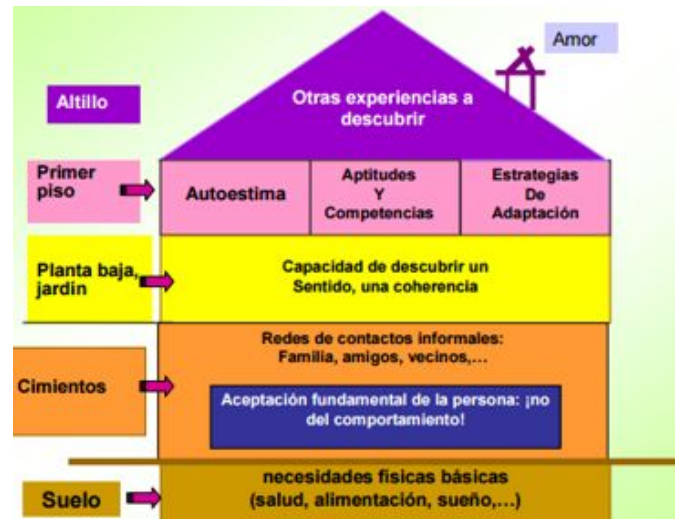 Amor
Altillo
Otras experiencias a
descubrir
Primer
piso
Autoestima
Aptitudes
Y
Competencias
Estrategias
De
Adaptación
Planta baja,
jardin
Capacidad de descubrir un
Sentido, una coherencia
Cimientos
Redes de contactos informales:
Familia, amigos, vecinos,...
Aceptación fundamental de la persona: ¡no
del comportamiento!
Suelo
necesidades físicas básicas
(salud, alimentación, sueño,...)